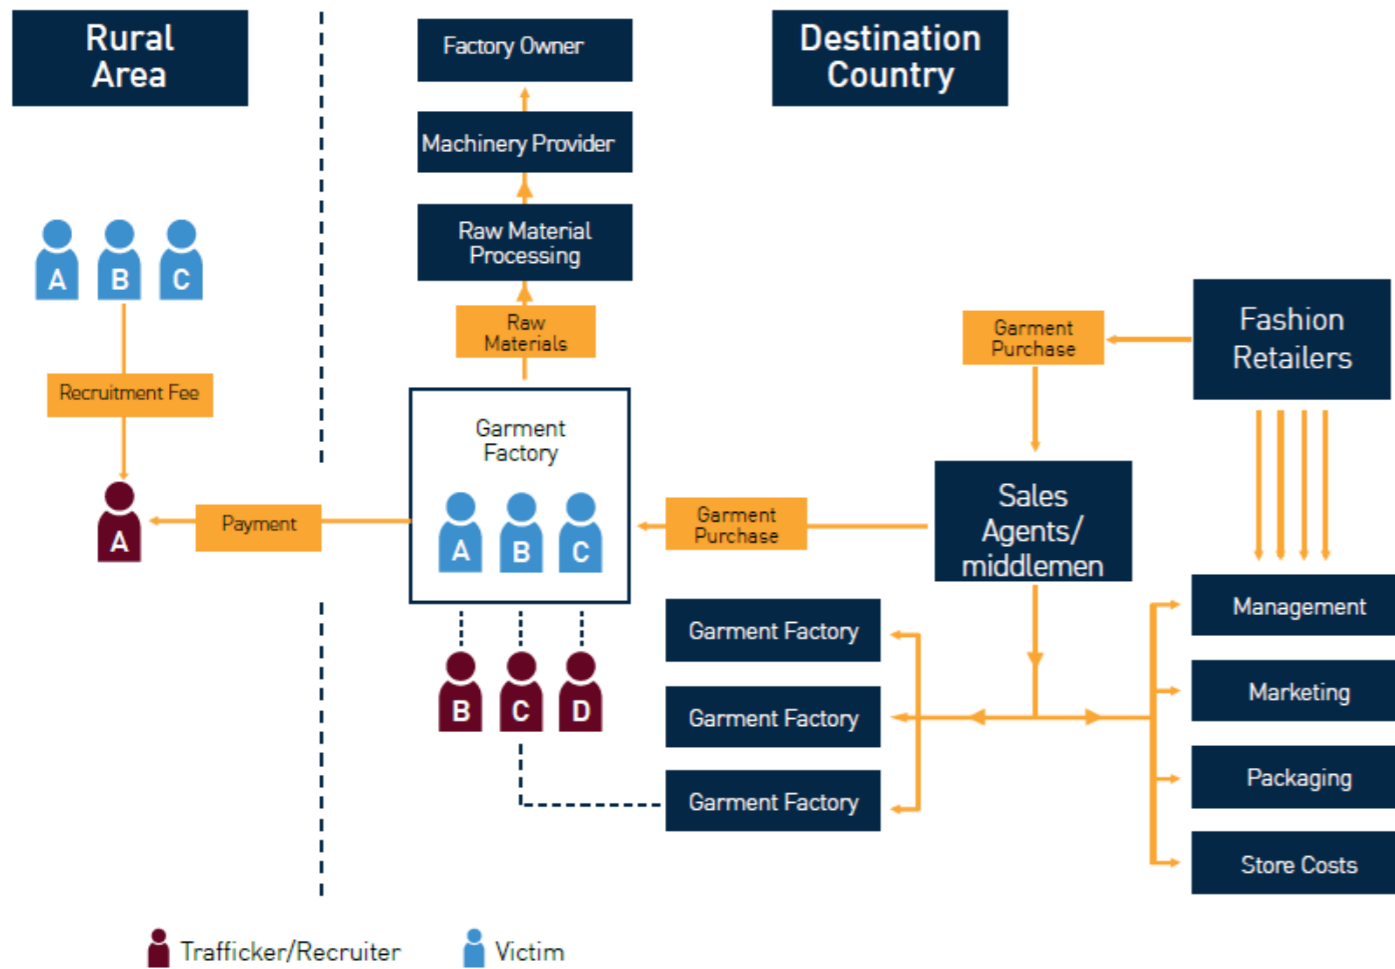 Rural
Area
Factory Owner
Destination
Country
Machinery Provider
Raw Material
Processing
A
B
C
Raw
Materials
Garment
Purchase
Fashion
Retailers
Recruitment Fee
Garment
Factory
Sales
Agents/
middlemen
A
Payment
A
B
C
Garment
Purchase
Garment Factory
Management
B
C
D
Garment Factory
Marketing
Garment Factory
Packaging
Store Costs
Trafficker/Recruiter
Victim